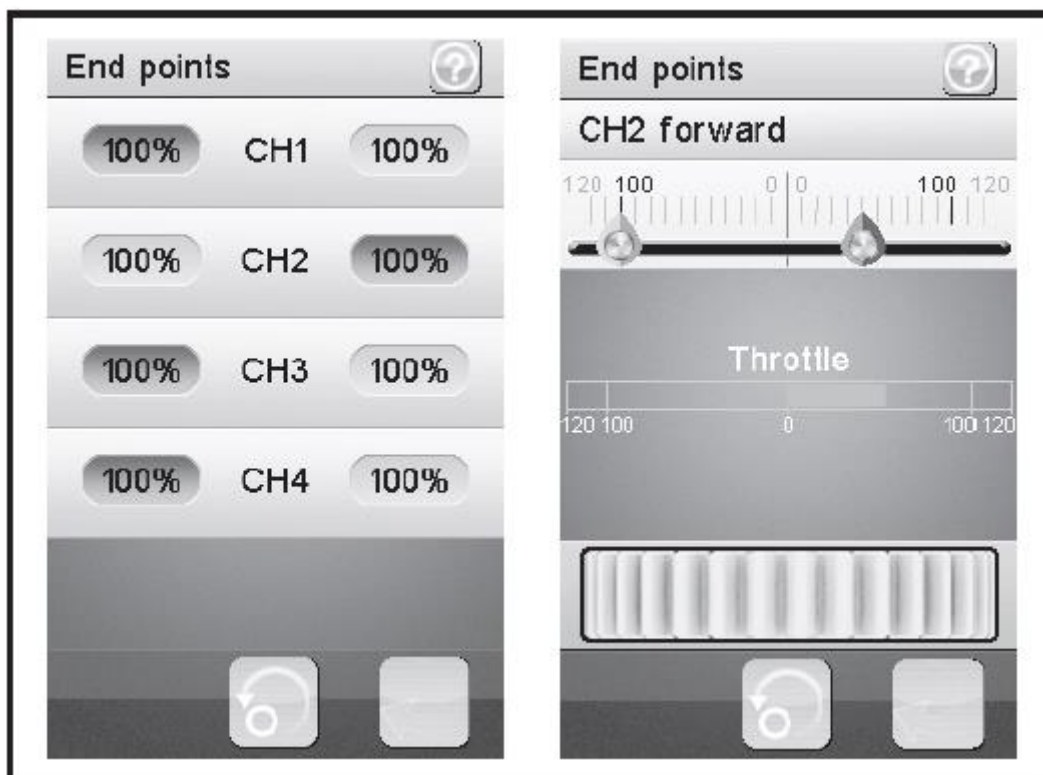 End points
?
100% CH1 100%
100% CH2 100%
100% CH3 100%
100% CH4 100%
End points
?
CH2 forward
120 100 0 0 100 120
Throttle
120 100 0 100 120